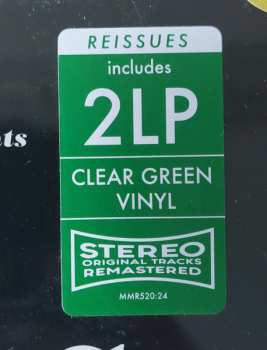 REISSUES
includes
2LP
CLEAR GREEN
VINYL
STEREO
ORIGINAL TRACKS
REMASTERED
MMR520:24